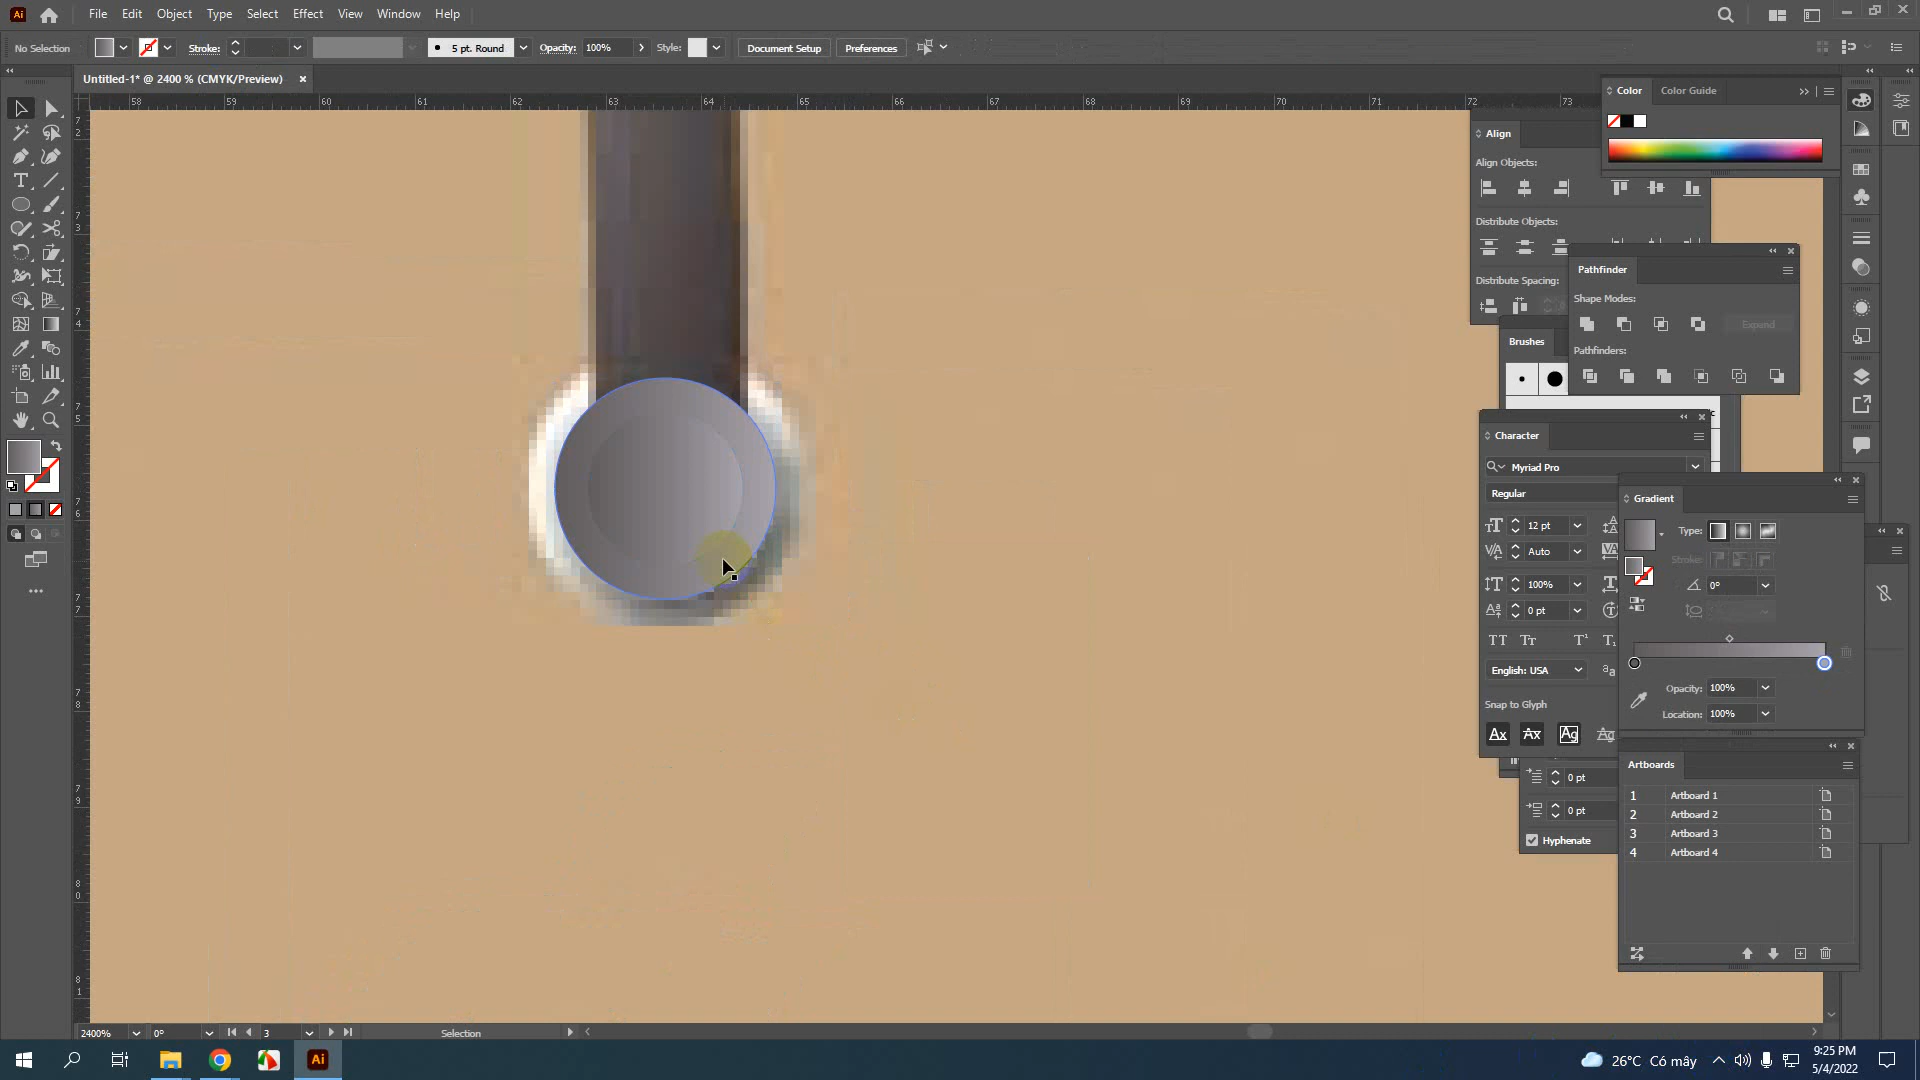 Ai
File Edit Object Type Select Effect View Window Help
No Selection Stroke: 5 pt. Round Opacity: 100% Style: Document Setup Preferences
Untitled-1* @ 2400 % (CMYK/Preview)
58 59 60 61 62 63 64 65 66 67 68 69 70 71 72 73
Color Color Guide
Align
Align Objects:
Distribute Objects:
Distribute Spacing:
Pathfinder
Shape Modes:
Expand
Pathfinders:
Brushes
Character
Myriad Pro
Regular
12 pt
Auto
100%
0 pt
English: USA
Snap to Glyph
0 pt
0 pt
Hyphenate
Gradient
Type:
Stroke:
0°
Opacity: 100%
Location: 100%
Artboards
1 Artboard 1
2 Artboard 2
3 Artboard 3
4 Artboard 4
2400% 0° 3 Selection
26°C Có mây
9:25 PM
5/4/2022